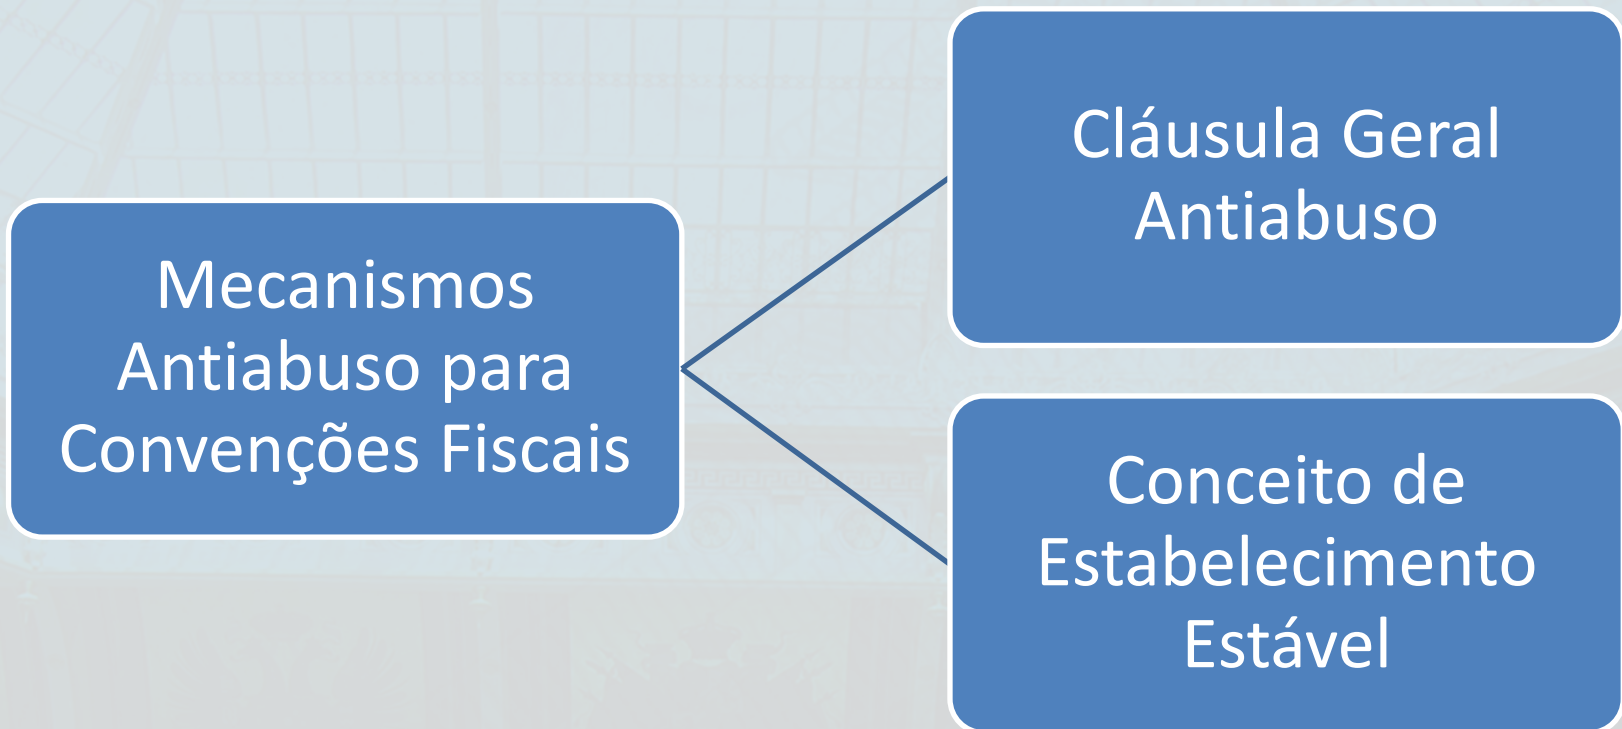 Mecanismos
Antiabuso para
Convenções Fiscais
Cláusula Geral
Antiabuso
Conceito de
Estabelecimento
Estável